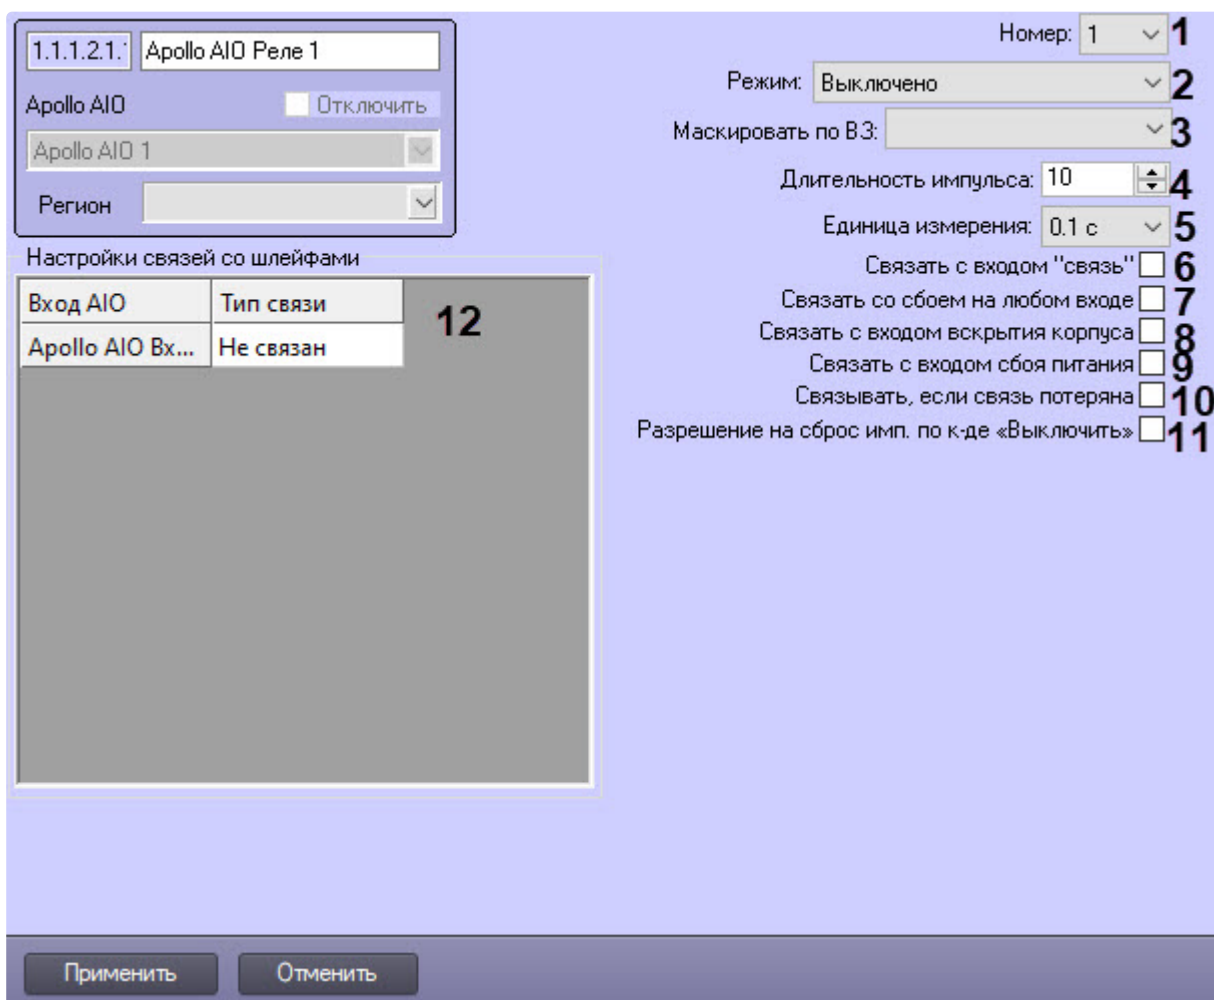 1.1.1.2.1. Apollo AIO Реле 1
Apollo AIO Отключить
Apollo AIO 1
Регион
Номер: 1 1
Режим: Выключено 2
Маскировать по ВЗ: 3
Длительность импульса: 10 4
Единица измерения: 0.1 с 5
Связать с входом "связь" 6
Связать со сбоем на любом входе 7
Связать с входом вскрытия корпуса 8
Связать с входом сбоя питания 9
Связывать, если связь потеряна 10
Разрешение на сброс имп. по к-де «Выключить» 11
Настройки связей со шлейфами
Вход AIO Тип связи
Apollo AIO Вх... Не связан
12
Применить Отменить